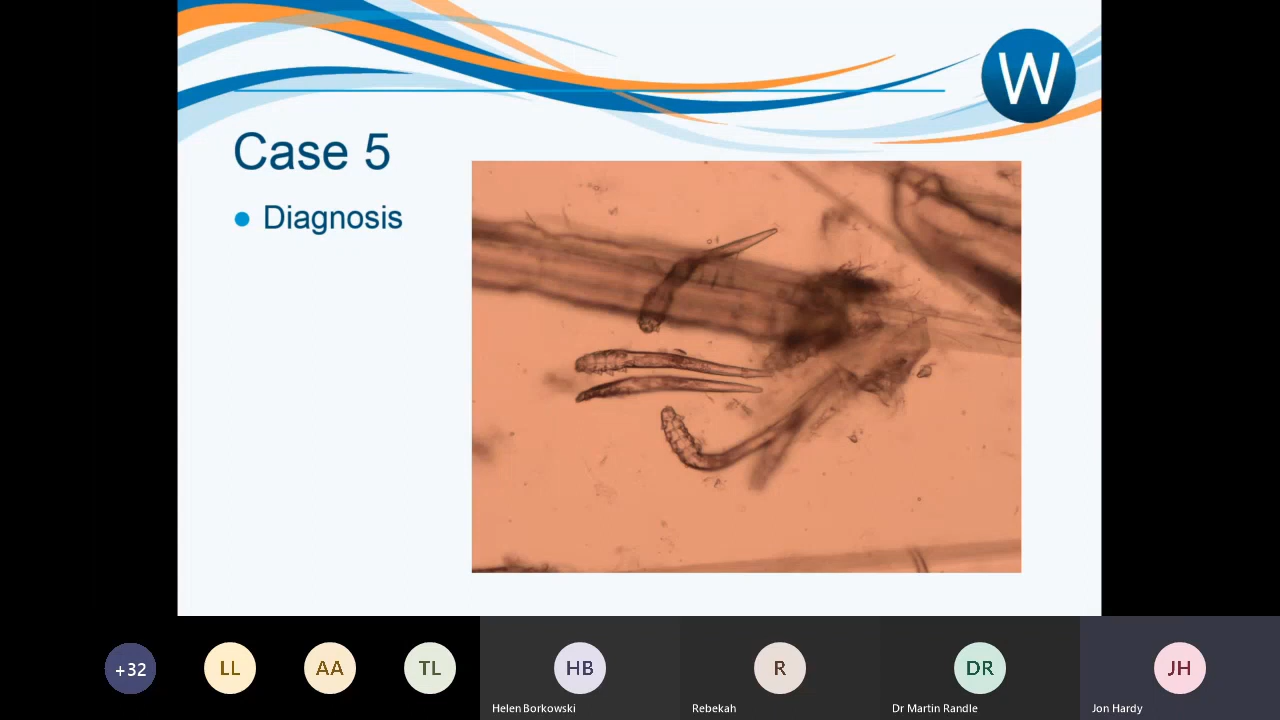 W
Case 5
Diagnosis
+32
LL
AA
TL
HB
R
DR
JH
Helen Borkowski
Rebekah
Dr Martin Randle
Jon Hardy